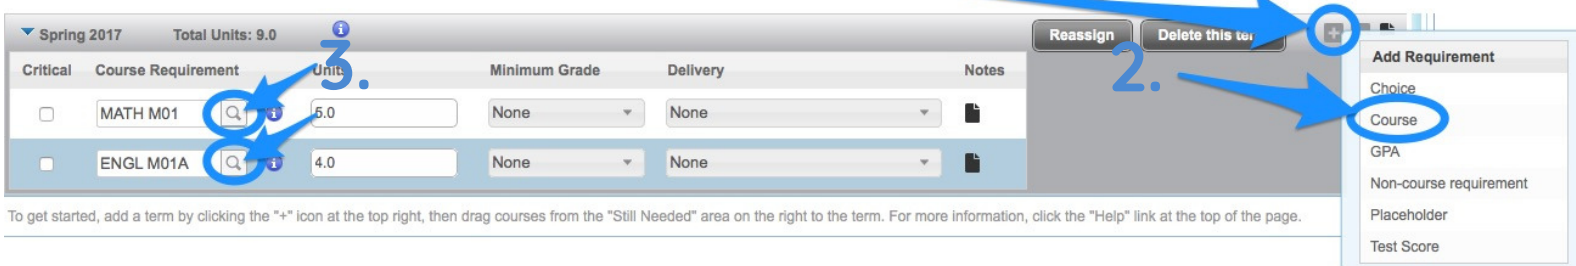 Spring 2017 Total Units: 9.0
Reassign Delete this term
Critical Course Requirement Units Minimum Grade Delivery Notes
3.
2.
MATH M01 5.0 None None
ENGL M01A 4.0 None None
Add Requirement
Choice
Course
GPA
Non-course requirement
Placeholder
Test Score
To get started, add a term by clicking the "+" icon at the top right, then drag courses from the "Still Needed" area on the right to the term. For more information, click the "Help" link at the top of the page.